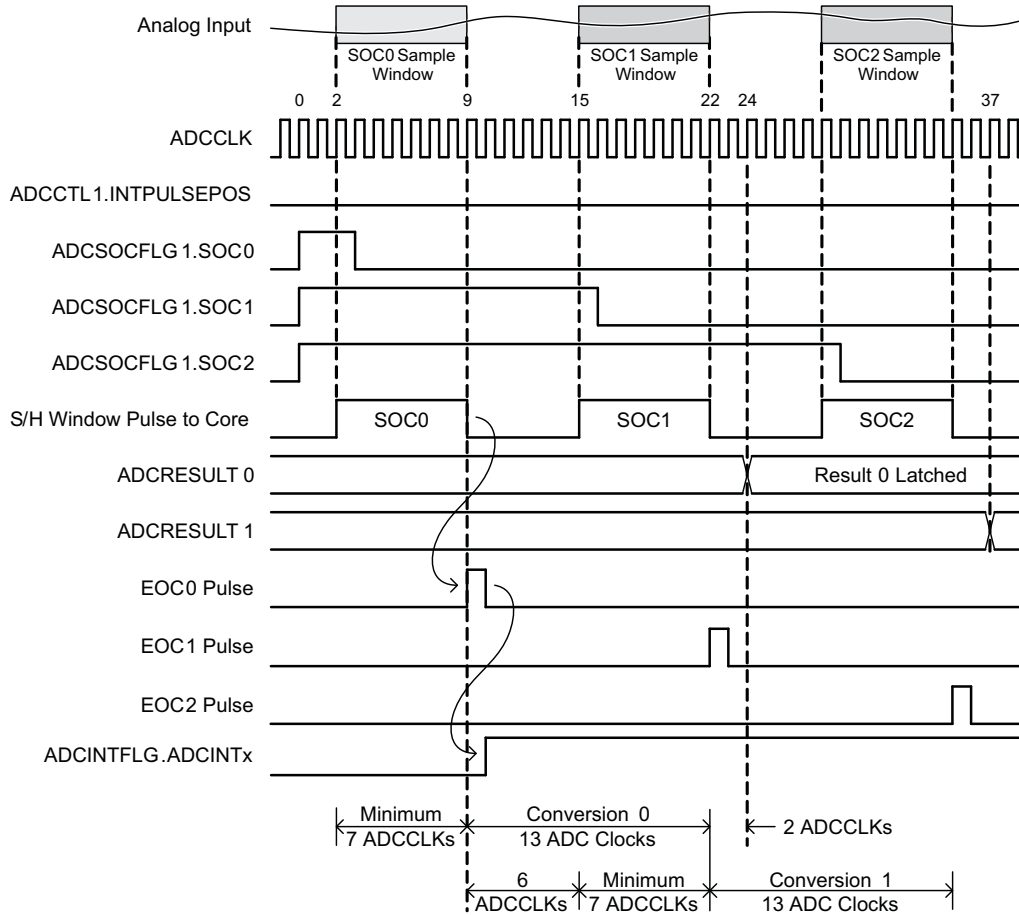 Analog Input
SOC0 Sample
Window
SOC1 Sample
Window
SOC2 Sample
Window
0 2 9 15 22 24 37
ADCCLK
ADCCTL1.INTPULSEPOS
ADCSOCFLG 1.SOC0
ADCSOCFLG 1.SOC1
ADCSOCFLG 1.SOC2
S/H Window Pulse to Core
SOC0 SOC1 SOC2
ADCRESULT 0
Result 0 Latched
ADCRESULT 1
EOC0 Pulse
EOC1 Pulse
EOC2 Pulse
ADCINTFLG.ADCINTx
Minimum
7 ADCCLKs
Conversion 0
13 ADC Clocks
2 ADCCLKs
6
ADCCLKs
Minimum
7 ADCCLKs
Conversion 1
13 ADC Clocks